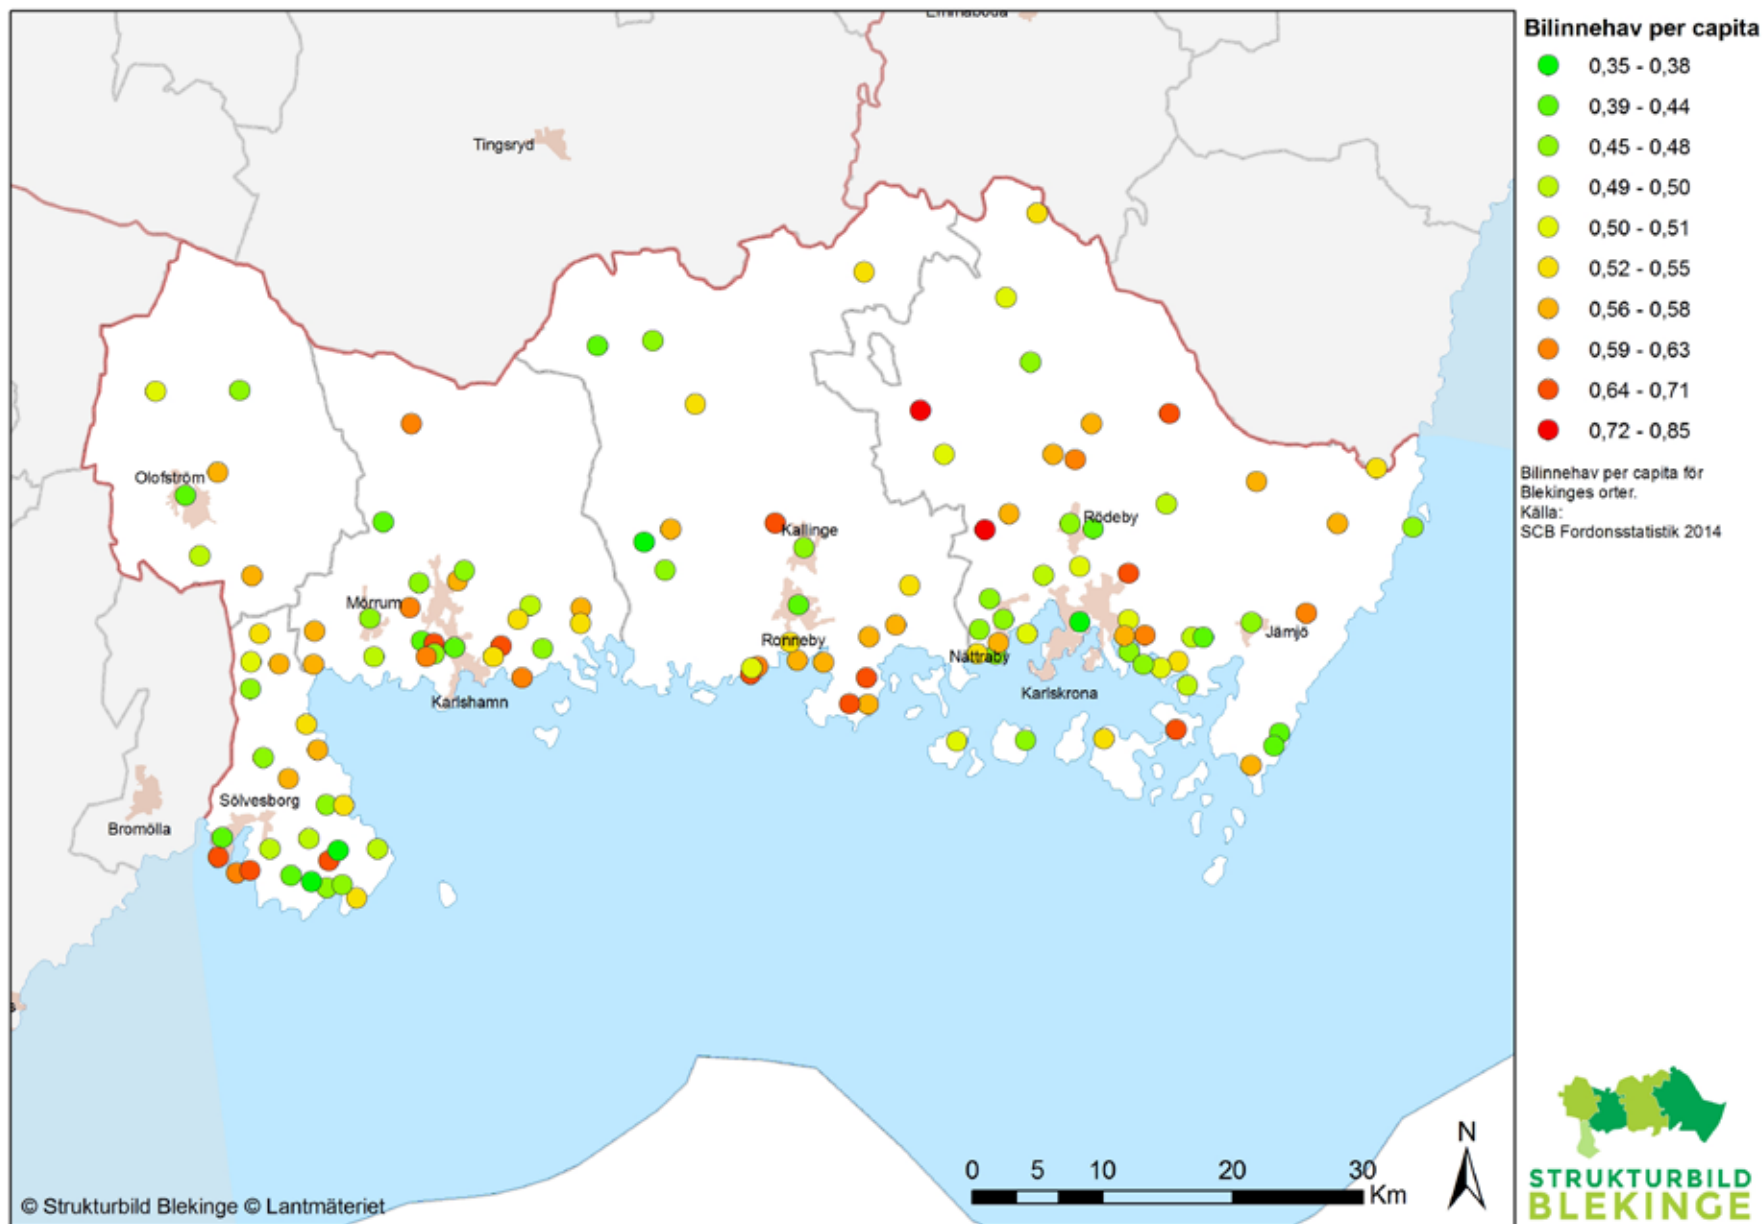 Emmaboda
Bilinnehav per capita
0,35 - 0,38
0,39 - 0,44
0,45 - 0,48
0,49 - 0,50
0,50 - 0,51
0,52 - 0,55
0,56 - 0,58
0,59 - 0,63
0,64 - 0,71
0,72 - 0,85
Bilinnehav per capita för
Blekinges orter.
Källa:
SCB Fordonsstatistik 2014
Tingsryd
Olofström
Kallinge
Rödeby
Mörrum
Ronneby
Jämjö
Nättraby
Karlskrona
Karlshamn
Sölvesborg
Bromölla
N
0 5 10 20 30
Km
© Strukturbild Blekinge © Lantmäteriet
STRUKTURBILD
BLEKINGE